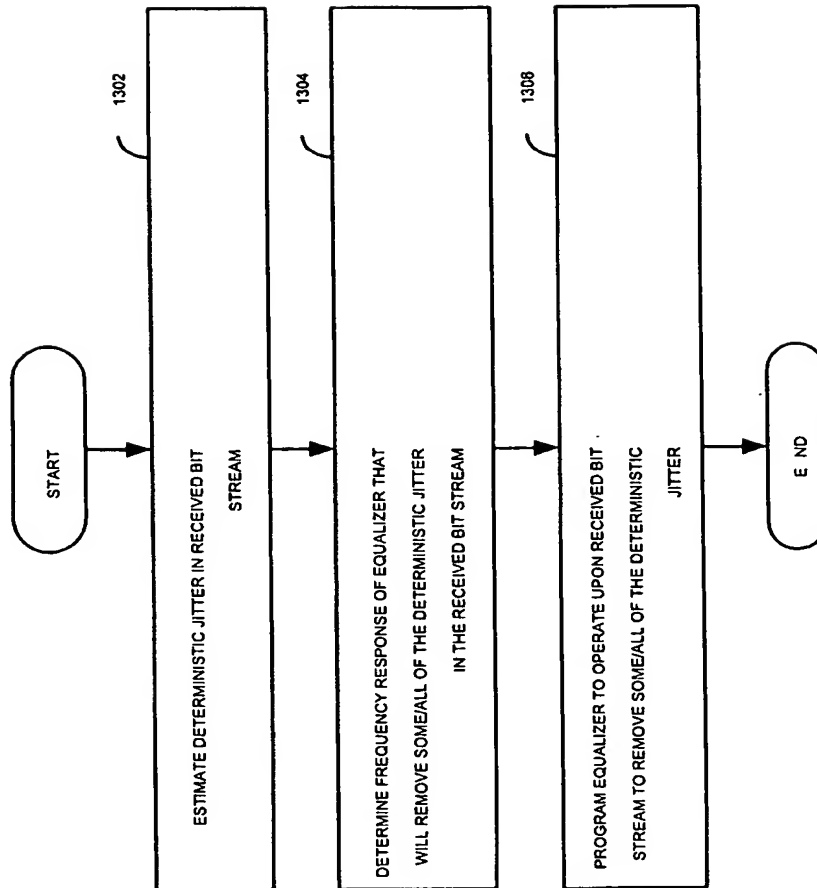 START
1302
ESTIMATE DETERMINISTIC JITTER IN RECEIVED BIT
STREAM
1304
DETERMINE FREQUENCY RESPONSE OF EQUALIZER THAT
WILL REMOVE SOME/ALL OF THE DETERMINISTIC JITTER
IN THE RECEIVED BIT STREAM
1308
PROGRAM EQUALIZER TO OPERATE UPON RECEIVED BIT
STREAM TO REMOVE SOME/ALL OF THE DETERMINISTIC
JITTER
E ND